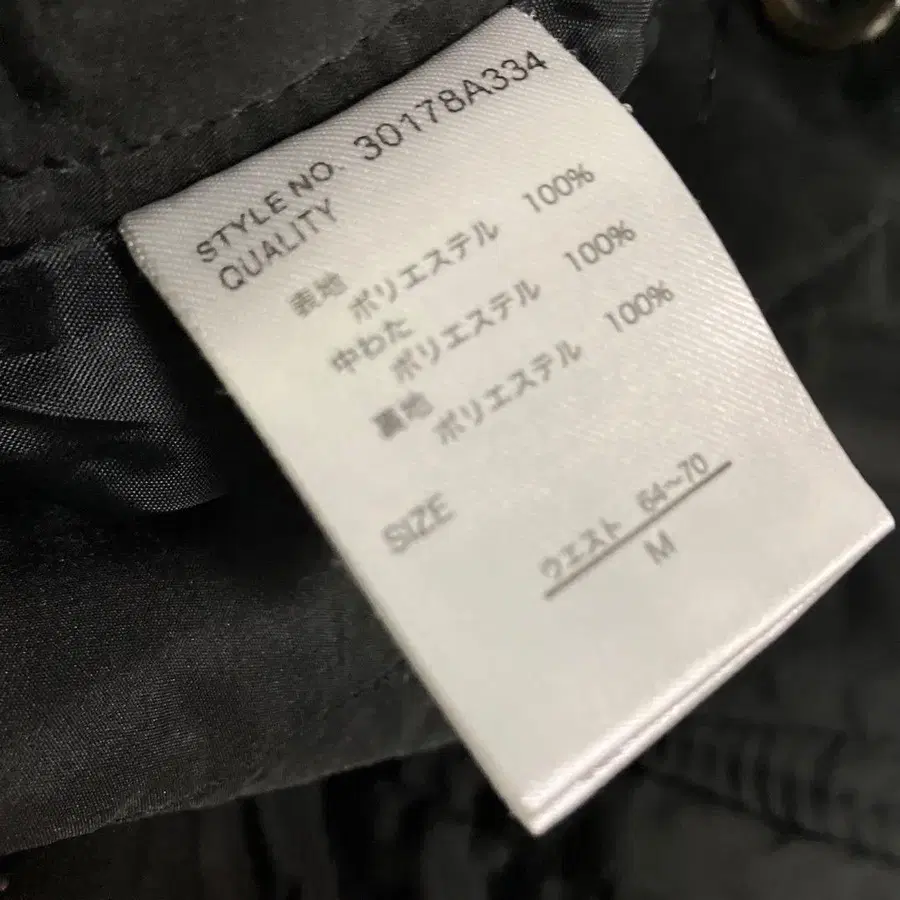 STYLE NO. 30178A334
QUALITY
表地
ポリエステル 100%
中わた
ポリエステル 100%
裏地
ポリエステル 100%
SIZE
ウエスト 64〜70
M